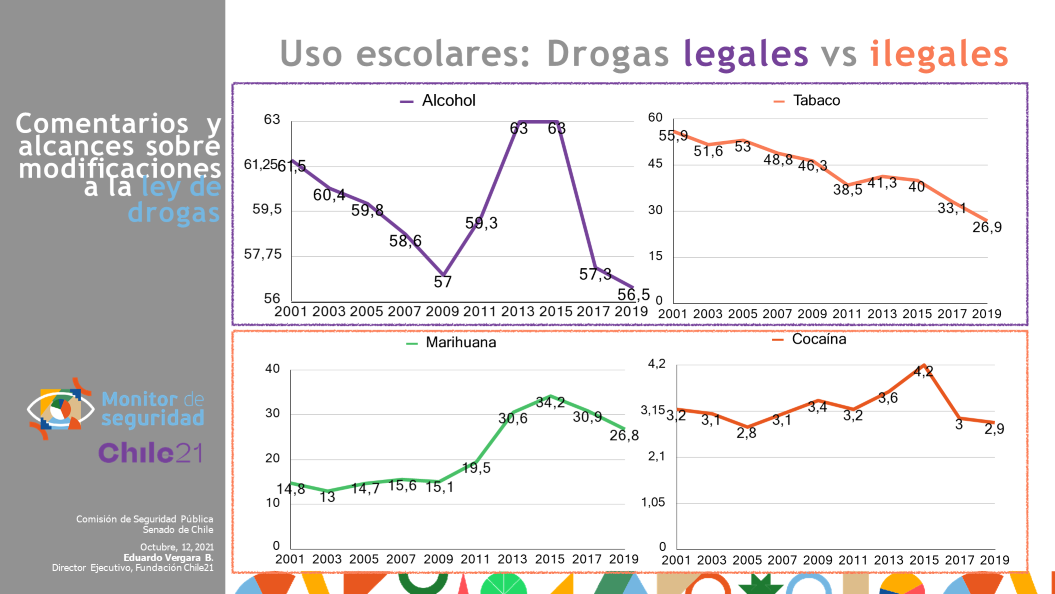 Uso escolares: Drogas legales vs ilegales
Comentarios y
alcances sobre
modificaciones
a la ley de
drogas
Monitor de
seguridad
Chile21
Comisión de Seguridad Pública
Senado de Chile
Octubre, 12, 2021
Eduardo Vergara B.
Director Ejecutivo, Fundación Chile21
Alcohol
63
61,25
59,5
57,75
56
61,5
60,4
59,8
58,6
57
59,3
63
63
57,3
56,5
2001 2003 2005 2007 2009 2011 2013 2015 2017 2019
Tabaco
60
45
30
15
0
55,9
51,6
53
48,8
46,3
38,5
41,3
40
33,1
26,9
2001 2003 2005 2007 2009 2011 2013 2015 2017 2019
Marihuana
40
30
20
10
0
14,8
13
14,7
15,6
15,1
19,5
30,6
34,2
30,9
26,8
2001 2003 2005 2007 2009 2011 2013 2015 2017 2019
Cocaína
4,2
3,15
2,1
1,05
0
3,2
3,1
2,8
3,1
3,4
3,2
3,6
4,2
3
2,9
2001 2003 2005 2007 2009 2011 2013 2015 2017 2019